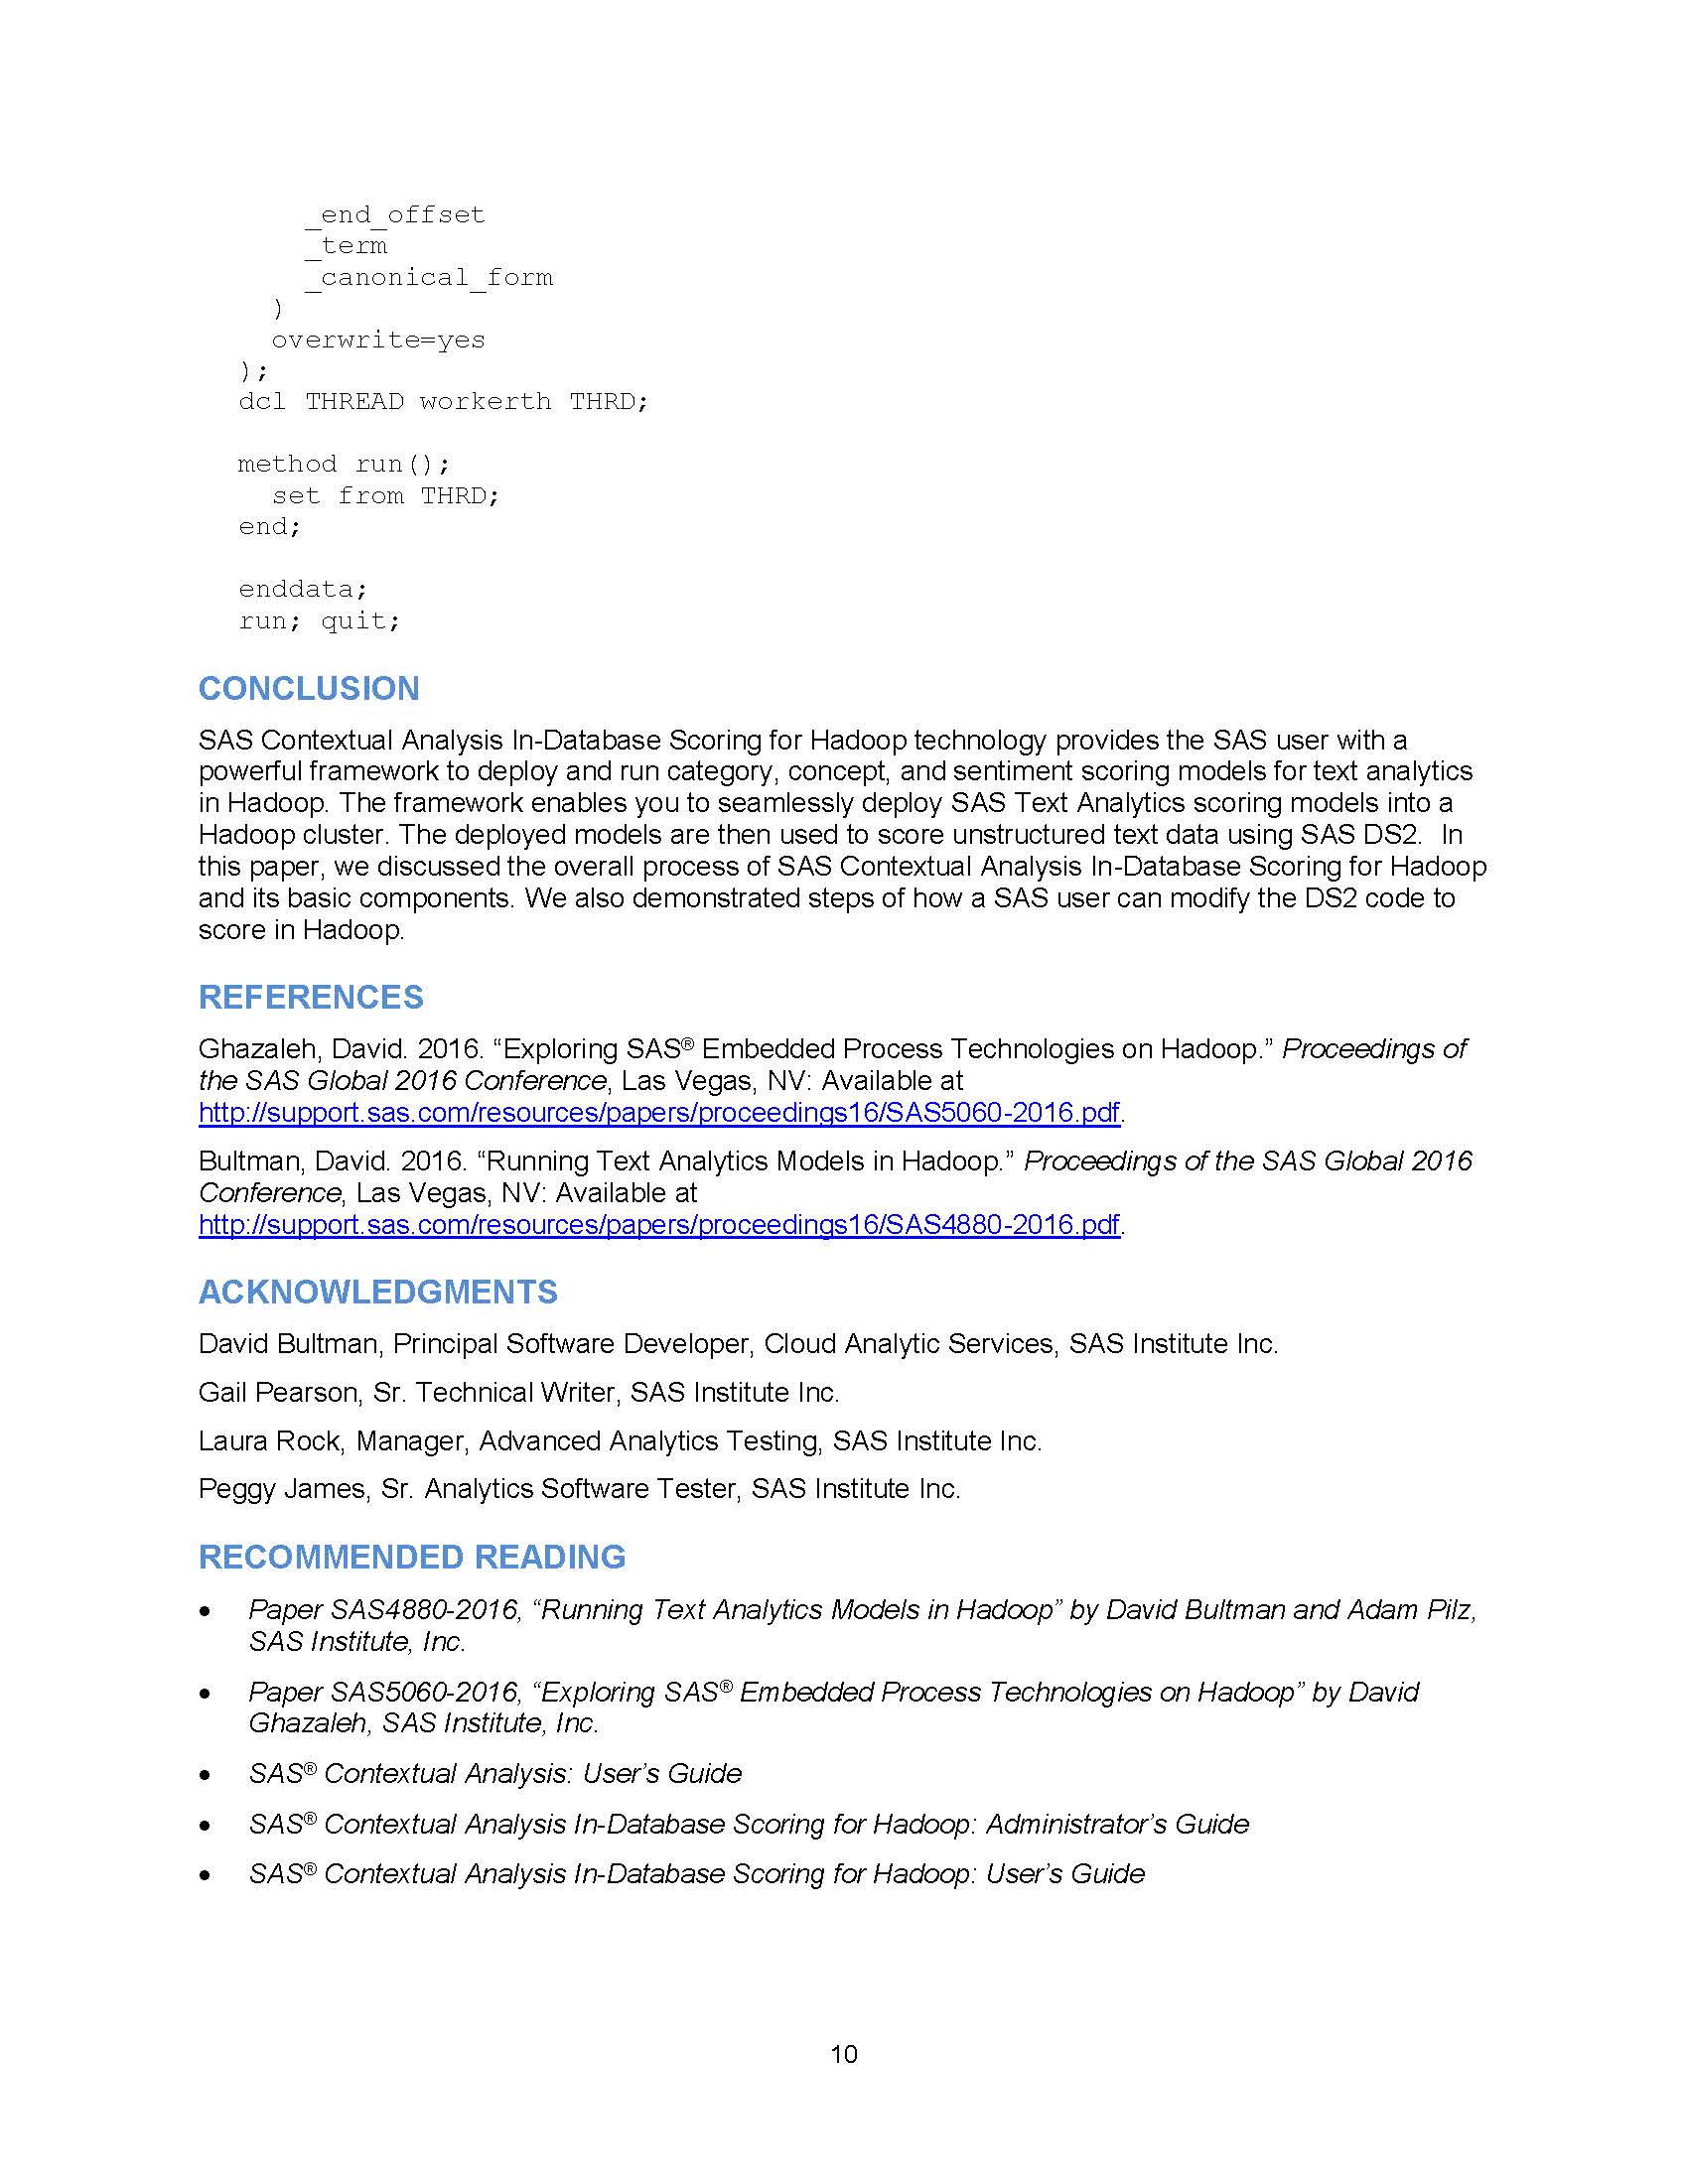 _end_offset
_term
_canonical_form
)
overwrite=yes
);
dcl THREAD workerth THRD;
method run();
set from THRD;
end;
enddata;
run; quit;
CONCLUSION
SAS Contextual Analysis In-Database Scoring for Hadoop technology provides the SAS user with a
powerful framework to deploy and run category, concept, and sentiment scoring models for text analytics
in Hadoop. The framework enables you to seamlessly deploy SAS Text Analytics scoring models into a
Hadoop cluster. The deployed models are then used to score unstructured text data using SAS DS2.  In
this paper, we discussed the overall process of SAS Contextual Analysis In-Database Scoring for Hadoop
and its basic components. We also demonstrated steps of how a SAS user can modify the DS2 code to
score in Hadoop.
REFERENCES
Ghazaleh, David. 2016. “Exploring SAS® Embedded Process Technologies on Hadoop.” Proceedings of
the SAS Global 2016 Conference, Las Vegas, NV: Available at
http://support.sas.com/resources/papers/proceedings16/SAS5060-2016.pdf.
Bultman, David. 2016. “Running Text Analytics Models in Hadoop.” Proceedings of the SAS Global 2016
Conference, Las Vegas, NV: Available at
http://support.sas.com/resources/papers/proceedings16/SAS4880-2016.pdf.
ACKNOWLEDGMENTS
David Bultman, Principal Software Developer, Cloud Analytic Services, SAS Institute Inc.
Gail Pearson, Sr. Technical Writer, SAS Institute Inc.
Laura Rock, Manager, Advanced Analytics Testing, SAS Institute Inc.
Peggy James, Sr. Analytics Software Tester, SAS Institute Inc.
RECOMMENDED READING
• Paper SAS4880-2016, “Running Text Analytics Models in Hadoop” by David Bultman and Adam Pilz,
SAS Institute, Inc.
• Paper SAS5060-2016, “Exploring SAS® Embedded Process Technologies on Hadoop” by David
Ghazaleh, SAS Institute, Inc.
• SAS® Contextual Analysis: User’s Guide
• SAS® Contextual Analysis In-Database Scoring for Hadoop: Administrator’s Guide
• SAS® Contextual Analysis In-Database Scoring for Hadoop: User’s Guide
10